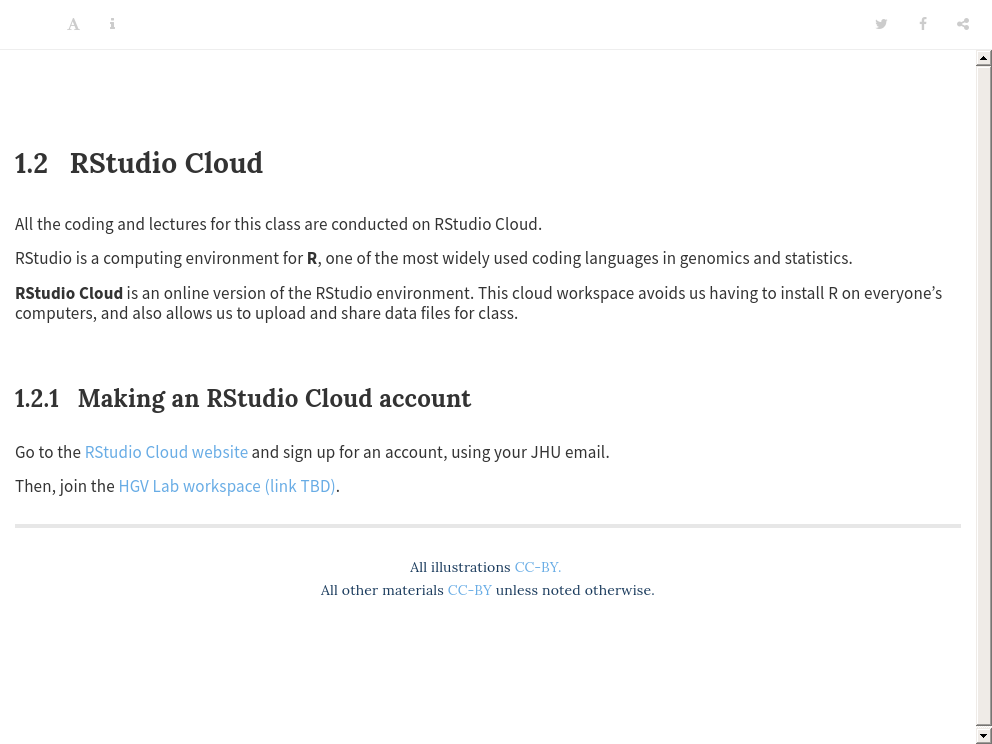 1.2 RStudio Cloud
All the coding and lectures for this class are conducted on RStudio Cloud.
RStudio is a computing environment for R, one of the most widely used coding languages in genomics and statistics.
RStudio Cloud is an online version of the RStudio environment. This cloud workspace avoids us having to install R on everyone’s
computers, and also allows us to upload and share data files for class.
1.2.1 Making an RStudio Cloud account
Go to the RStudio Cloud website and sign up for an account, using your JHU email.
Then, join the HGV Lab workspace (link TBD).
All illustrations CC-BY.
All other materials CC-BY unless noted otherwise.